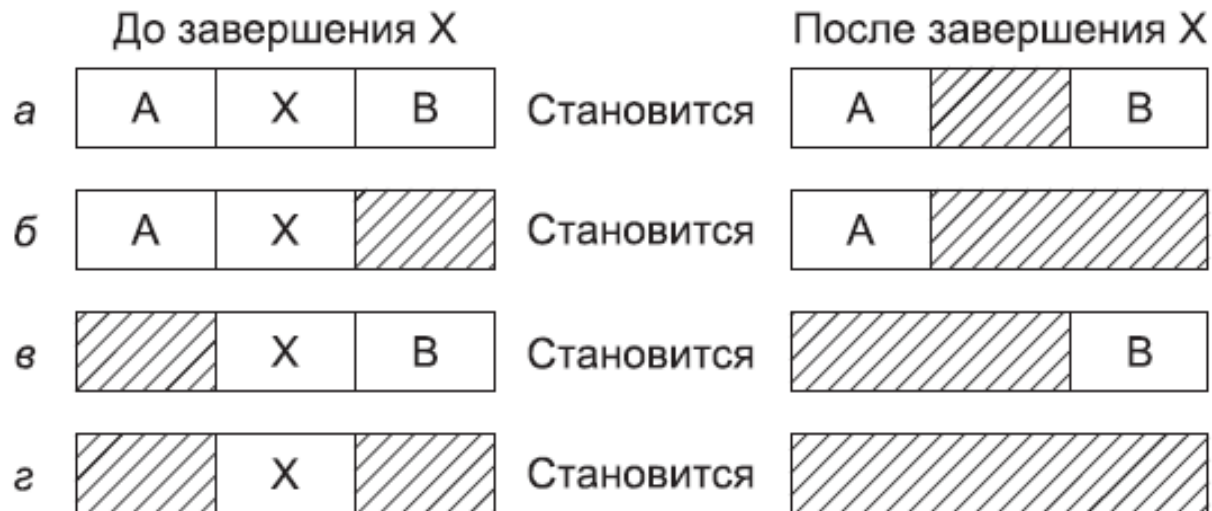 До завершения X После завершения X
а A X B Становится A B
б A X Становится A
в X B Становится B
г X Становится